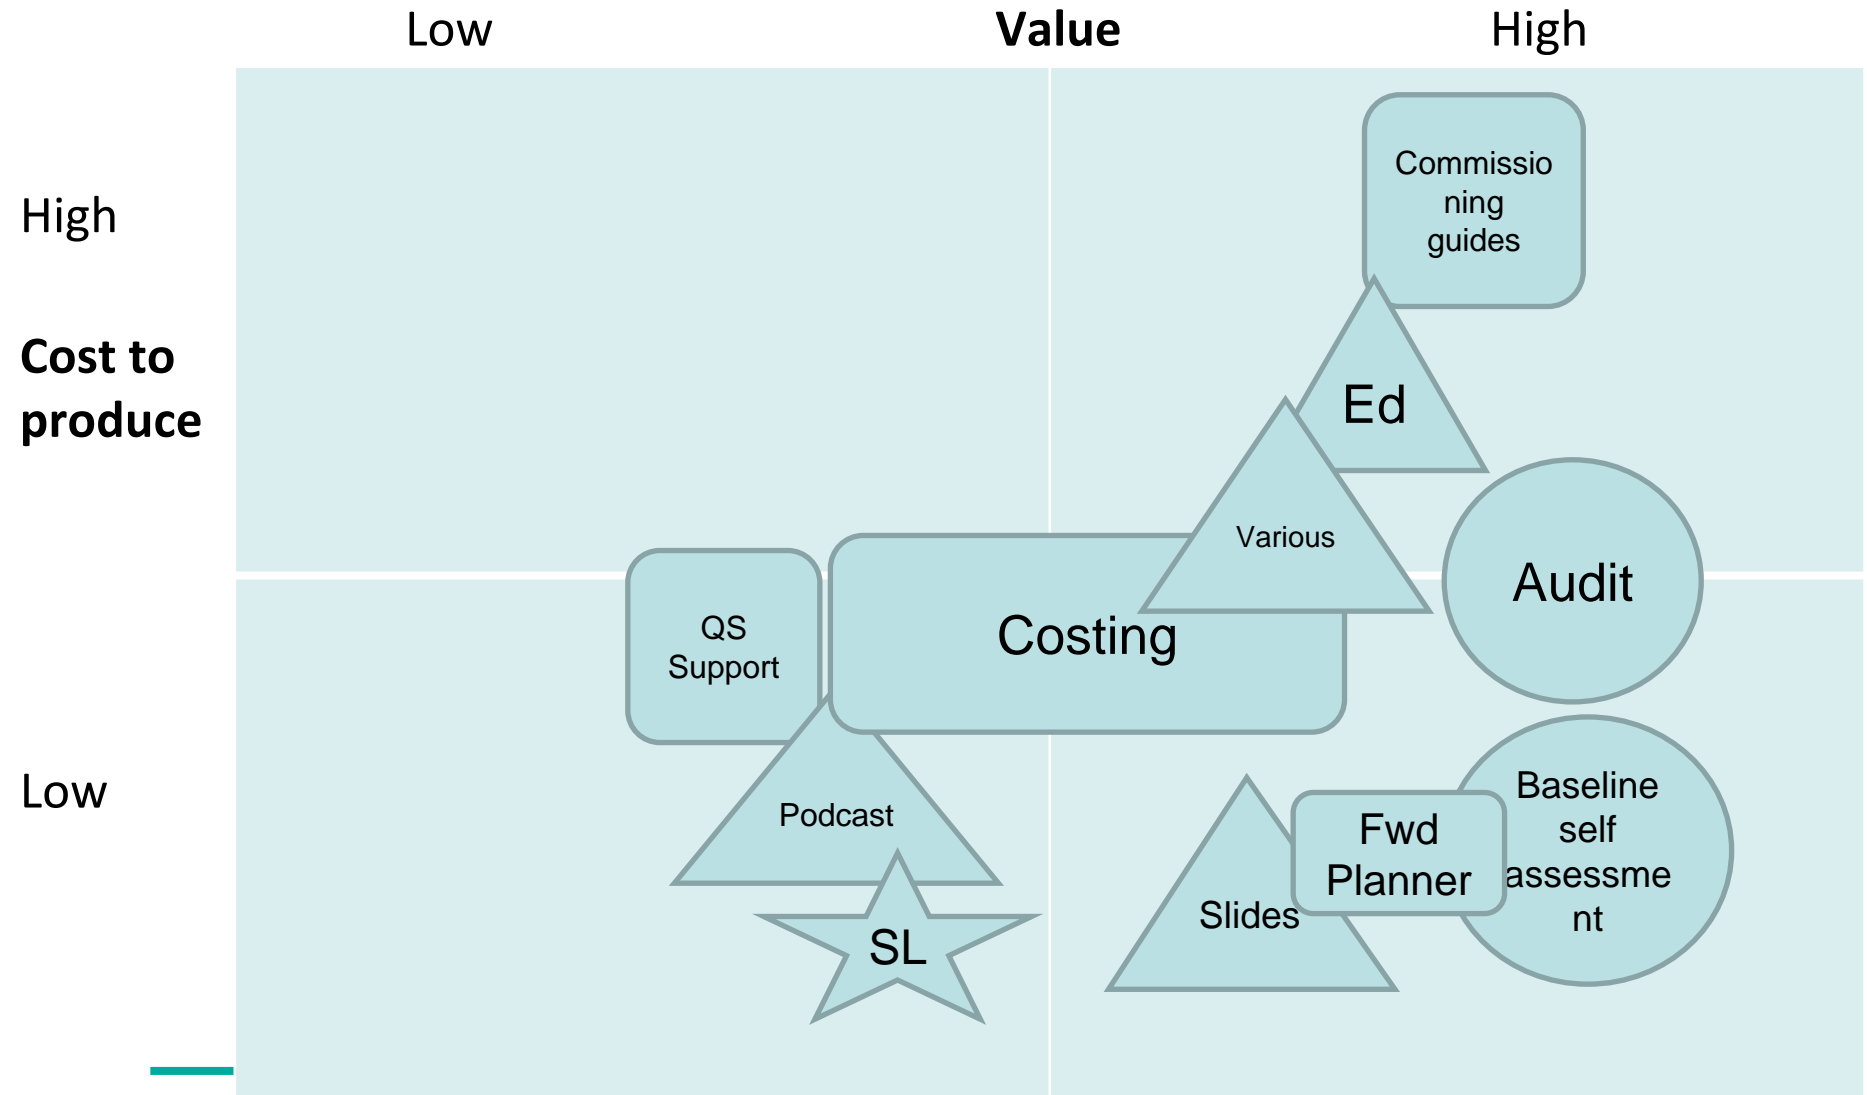 Low Value High
High
Cost to
produce
Low
Commissio
ning
guides
Ed
Various
Audit
QS
Support
Costing
Podcast
SL
Slides
Fwd
Planner
Baseline
self
assessme
nt